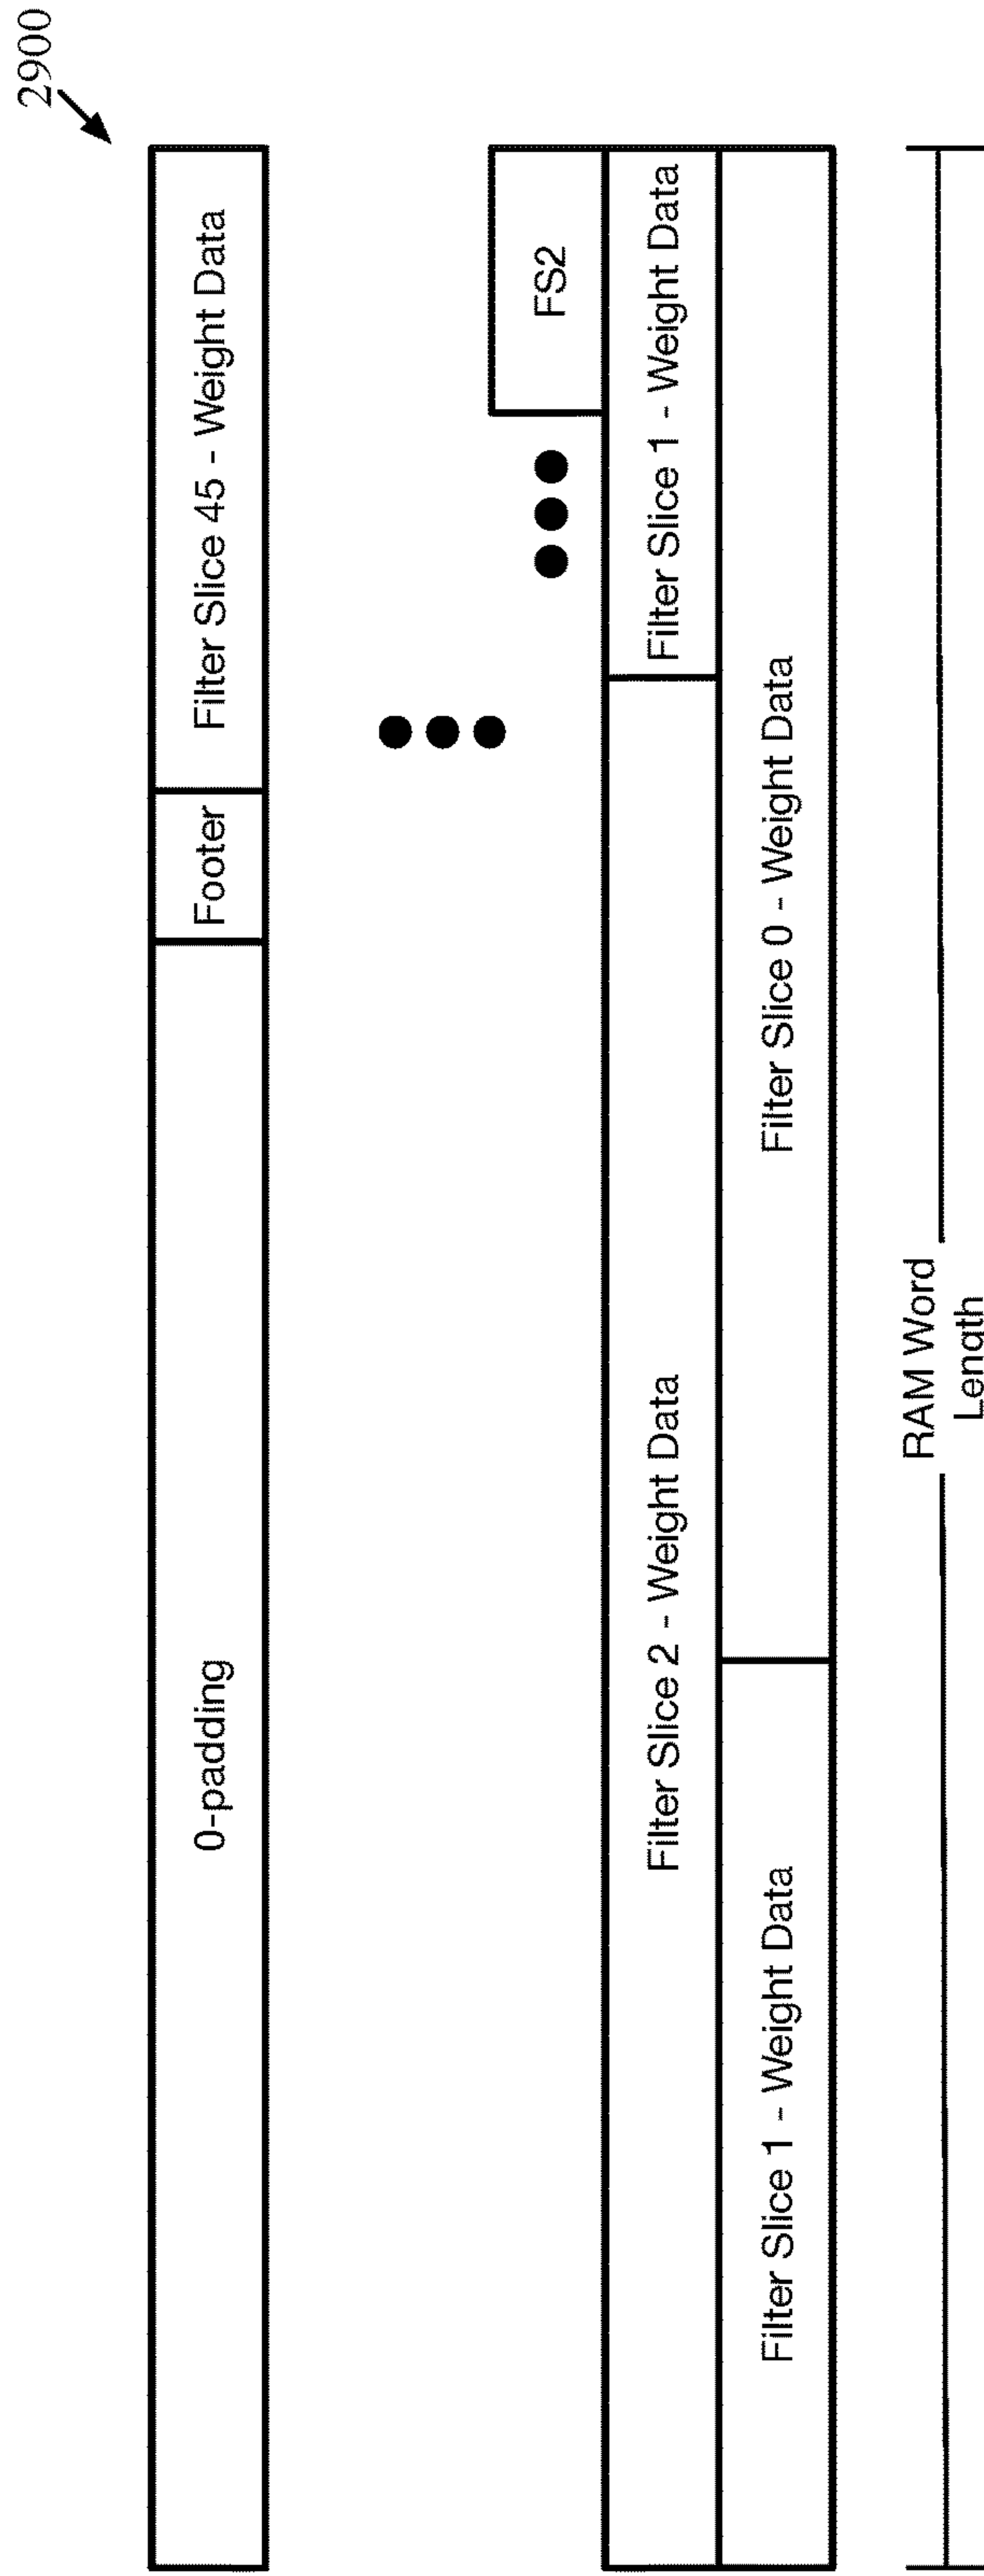 2900
0-padding
Footer
Filter Slice 45 - Weight Data
FS2
Filter Slice 2 - Weight Data
Filter Slice 1 - Weight Data
Filter Slice 1 - Weight Data
Filter Slice 0 - Weight Data
RAM Word
Length